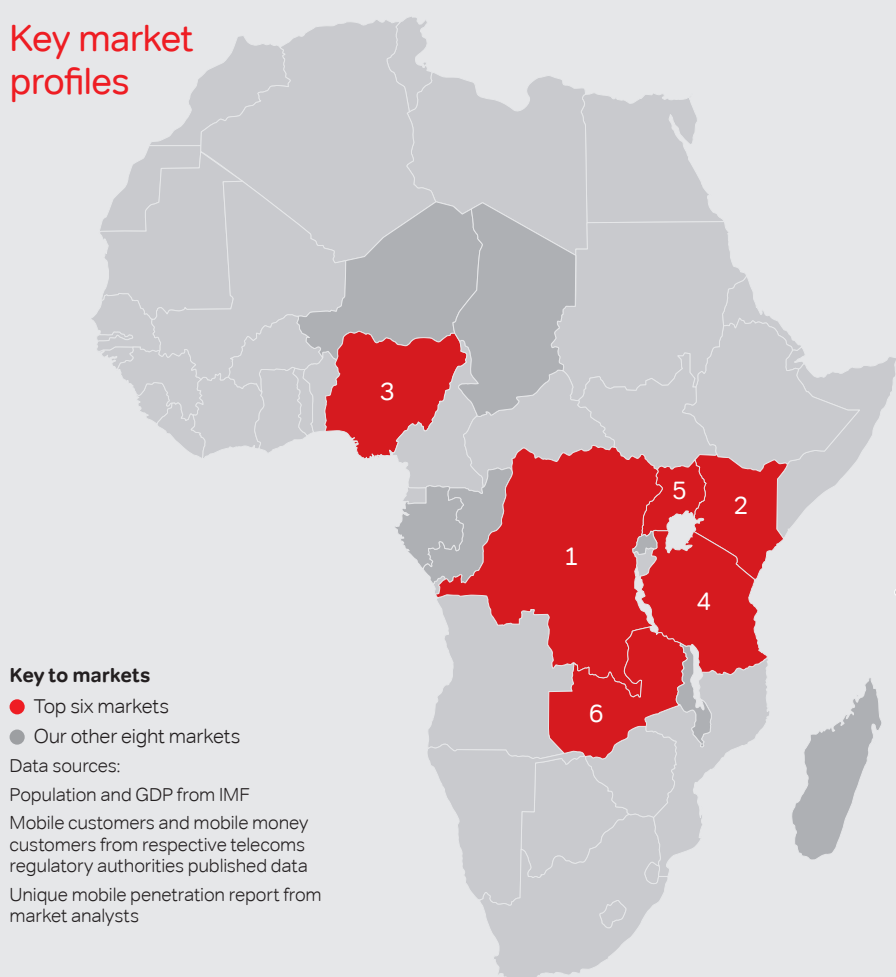 Key market
profiles
3
5
2
1
4
6
Key to markets
Top six markets
Our other eight markets
Data sources:
Population and GDP from IMF
Mobile customers and mobile money
customers from respective telecoms
regulatory authorities published data
Unique mobile penetration report from
market analysts